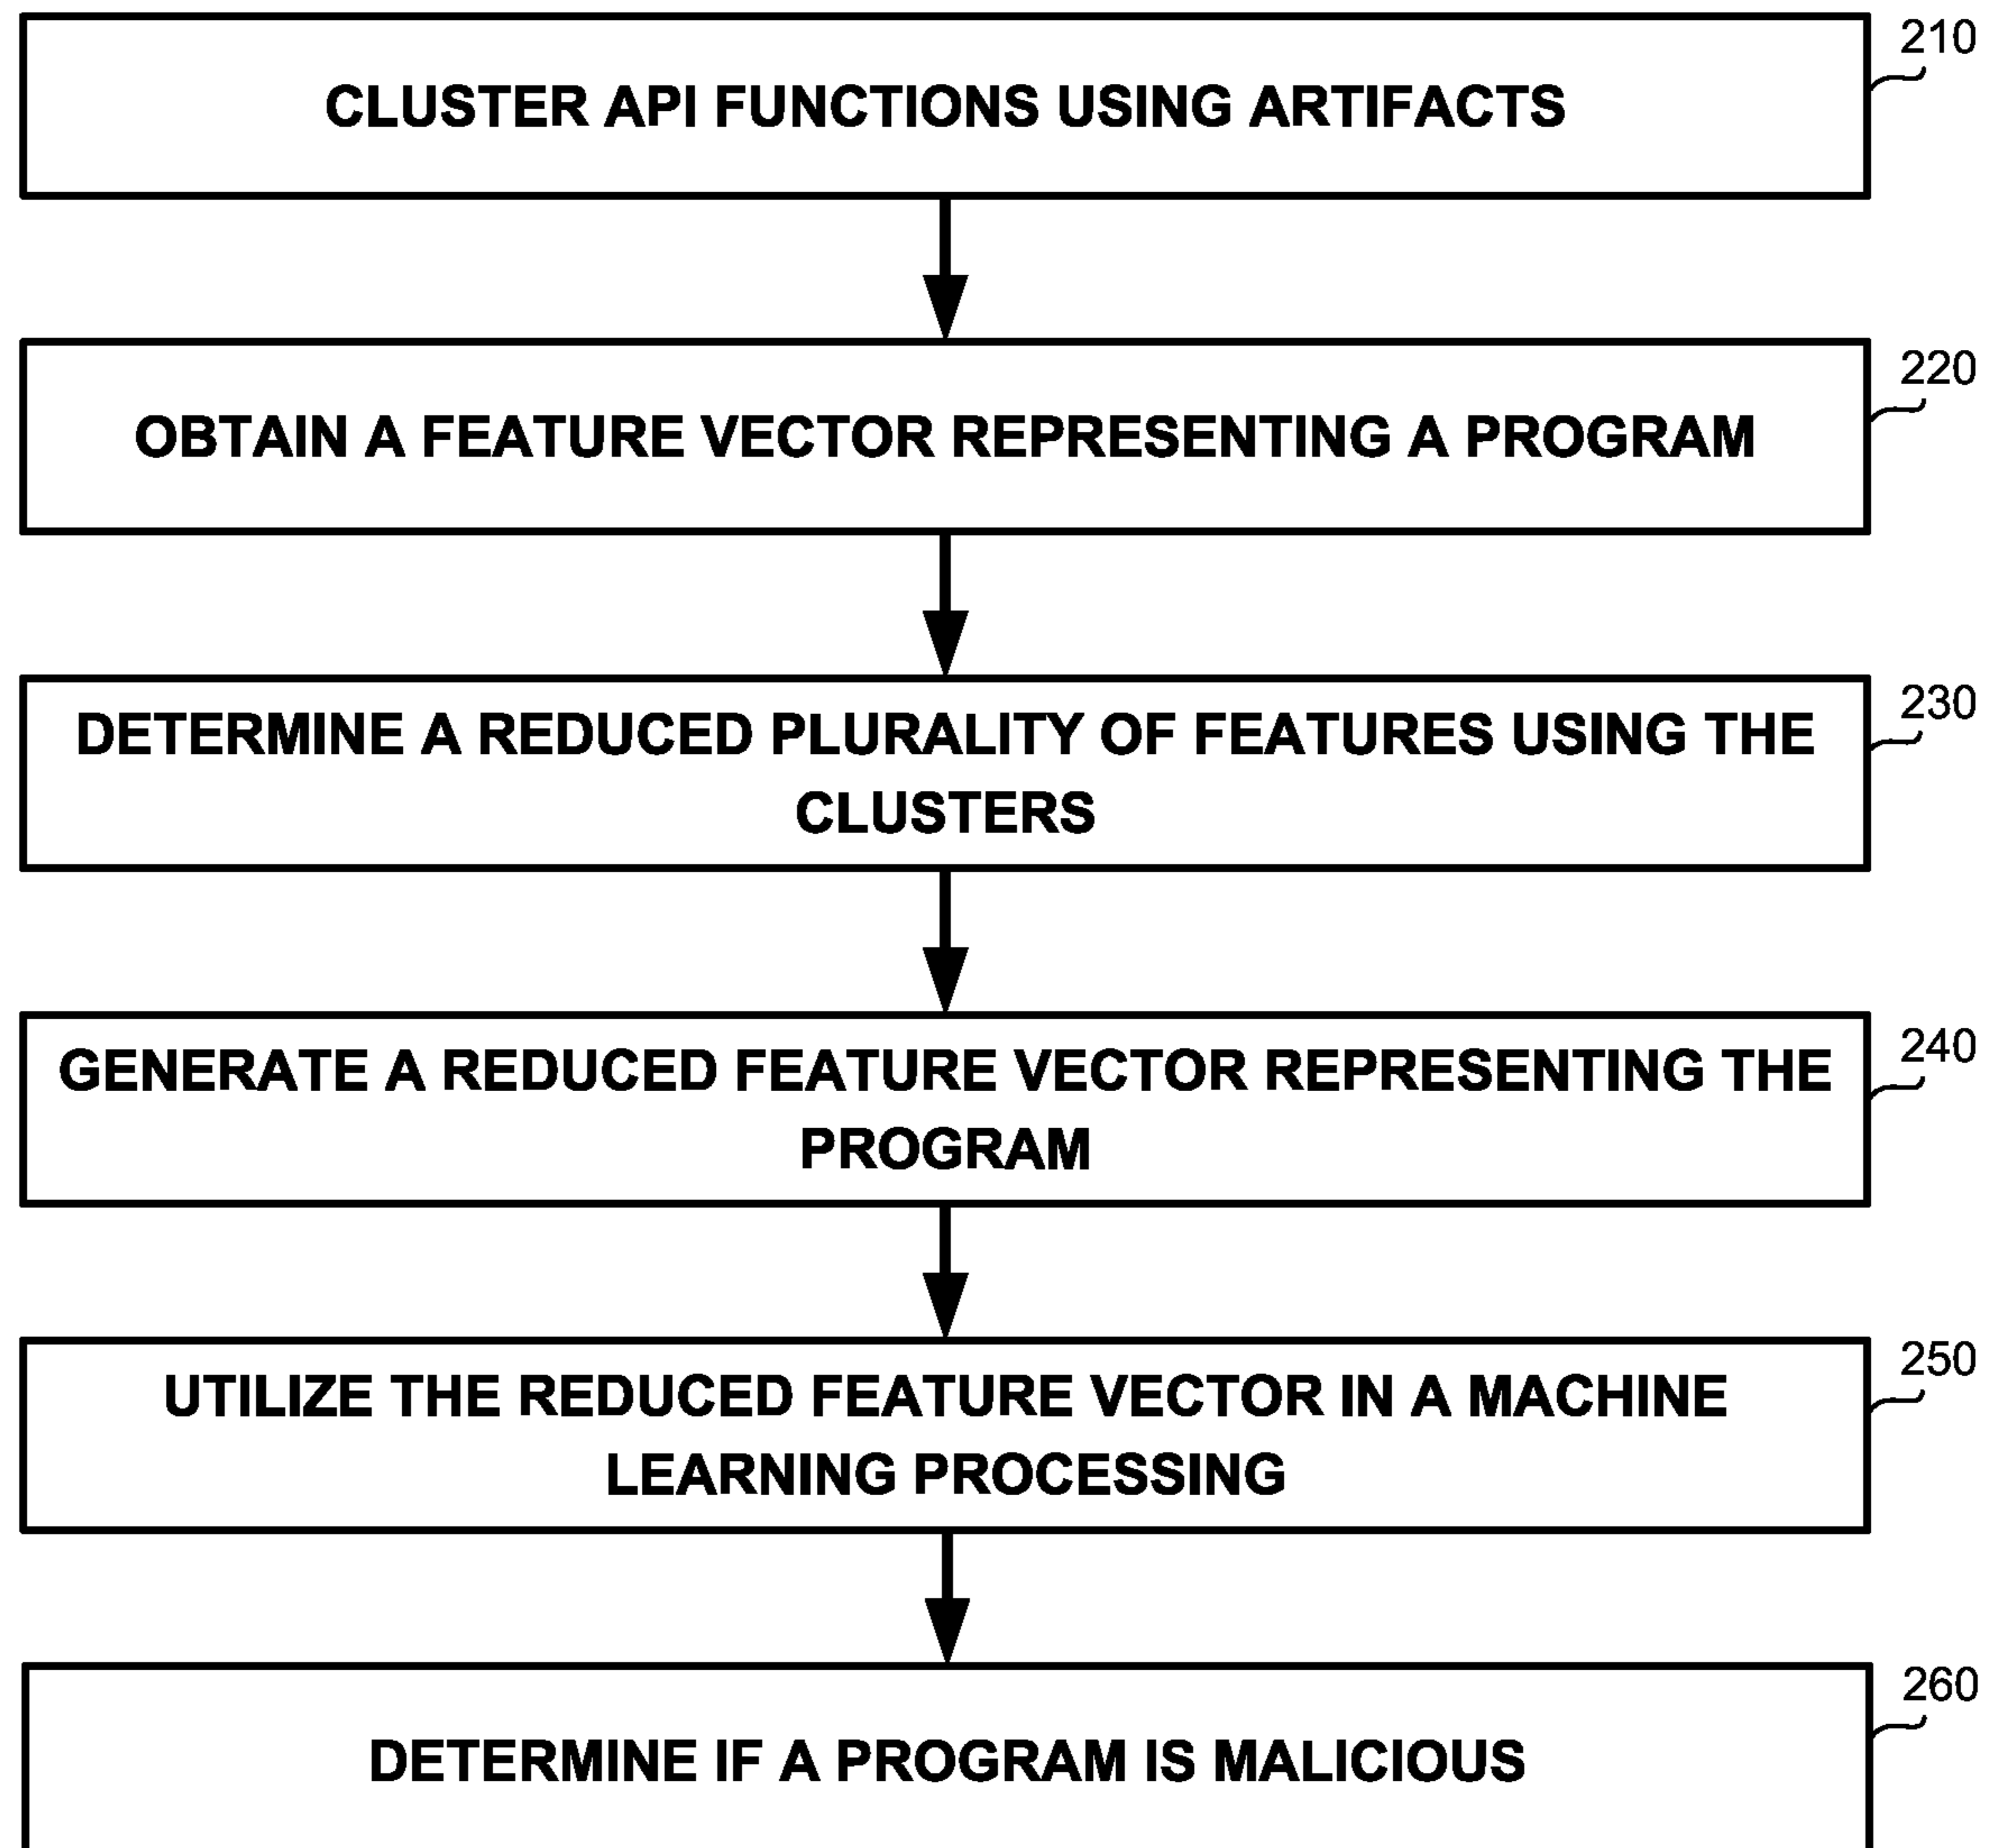 210
CLUSTER API FUNCTIONS USING ARTIFACTS
220
OBTAIN A FEATURE VECTOR REPRESENTING A PROGRAM
230
DETERMINE A REDUCED PLURALITY OF FEATURES USING THE
CLUSTERS
240
GENERATE A REDUCED FEATURE VECTOR REPRESENTING THE
PROGRAM
250
UTILIZE THE REDUCED FEATURE VECTOR IN A MACHINE
LEARNING PROCESSING
260
DETERMINE IF A PROGRAM IS MALICIOUS